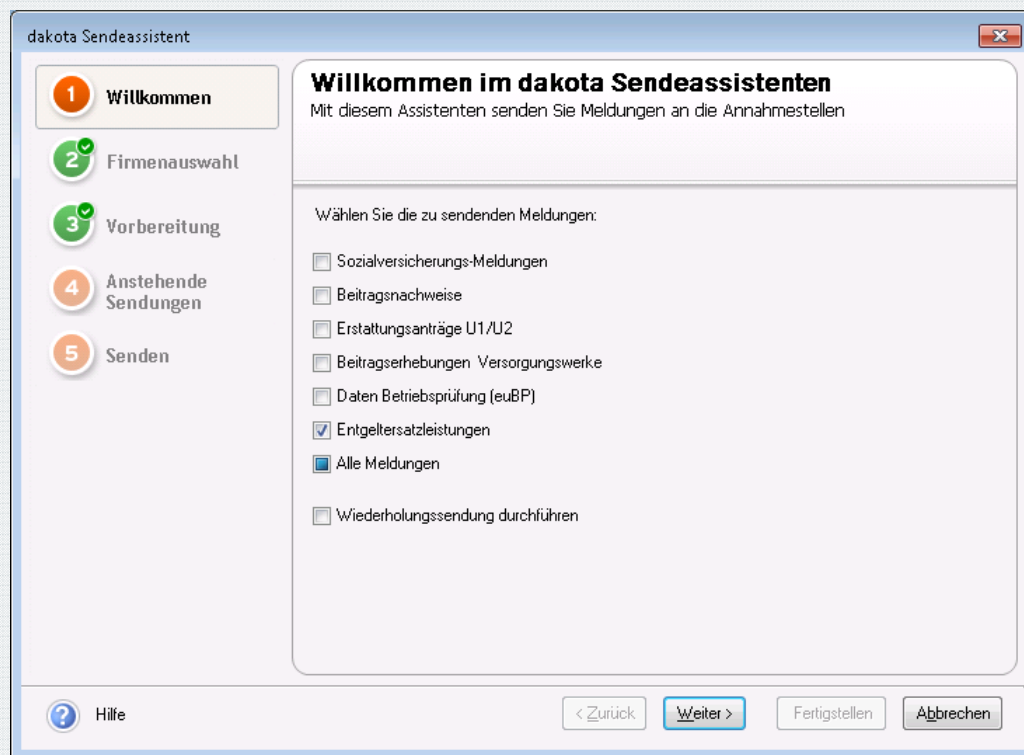 dakota Sendeassistent
1 Willkommen
2 Firmenauswahl
3 Vorbereitung
4 Anstehende
Sendungen
5 Senden
Willkommen im dakota Sendeassistenten
Mit diesem Assistenten senden Sie Meldungen an die Annahmestellen
Wählen Sie die zu sendenden Meldungen:
Sozialversicherungs-Meldungen
Beitragsnachweise
Erstattungsanträge U1/U2
Beitragserhebungen Versorgungswerke
Daten Betriebsprüfung (euBP)
Entgeltersatzleistungen
Alle Meldungen
Wiederholungssendung durchführen
? Hilfe
< Zurück Weiter > Fertigstellen Abbrechen